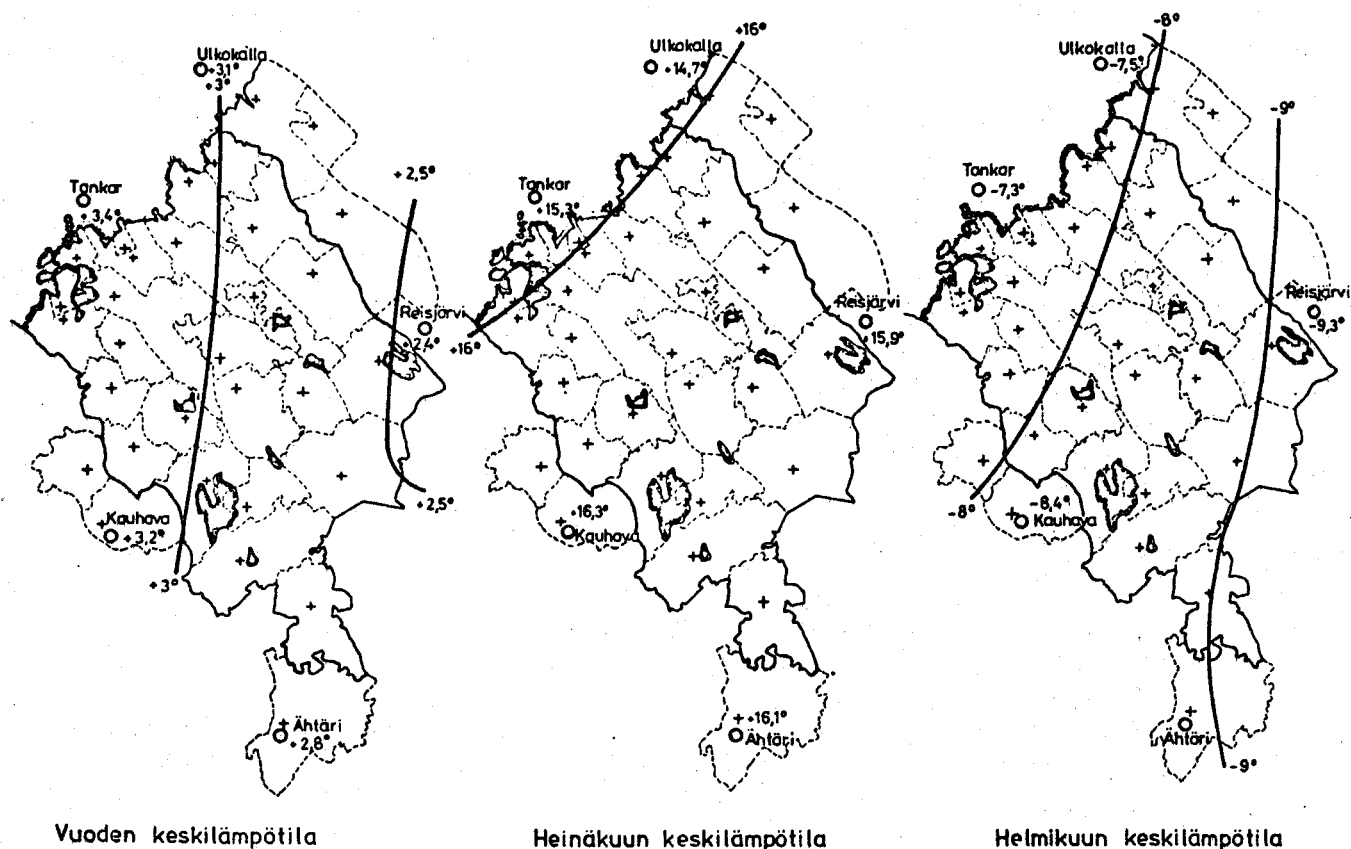 Ulkokalla
+3,1°
+3°
+2,5°
Tankar
+3,4°
Reisjärvi
+2,4°
+2,5°
Kauhava
+3,2°
+3°
Ähtäri
+2,8°
Vuoden keskilämpötila
+16°
Ulkokalla
+14,7°
Tankar
+15,3°
Reisjärvi
+15,9°
+16°
+16,3°
Kauhava
+16,1°
Ähtäri
Heinäkuun keskilämpötila
-8°
Ulkokalla
-7,5°
-9°
Tankar
-7,3°
Reisjärvi
-9,3°
-8°
-8,4°
Kauhava
Ähtäri
-9°
Helmikuun keskilämpötila